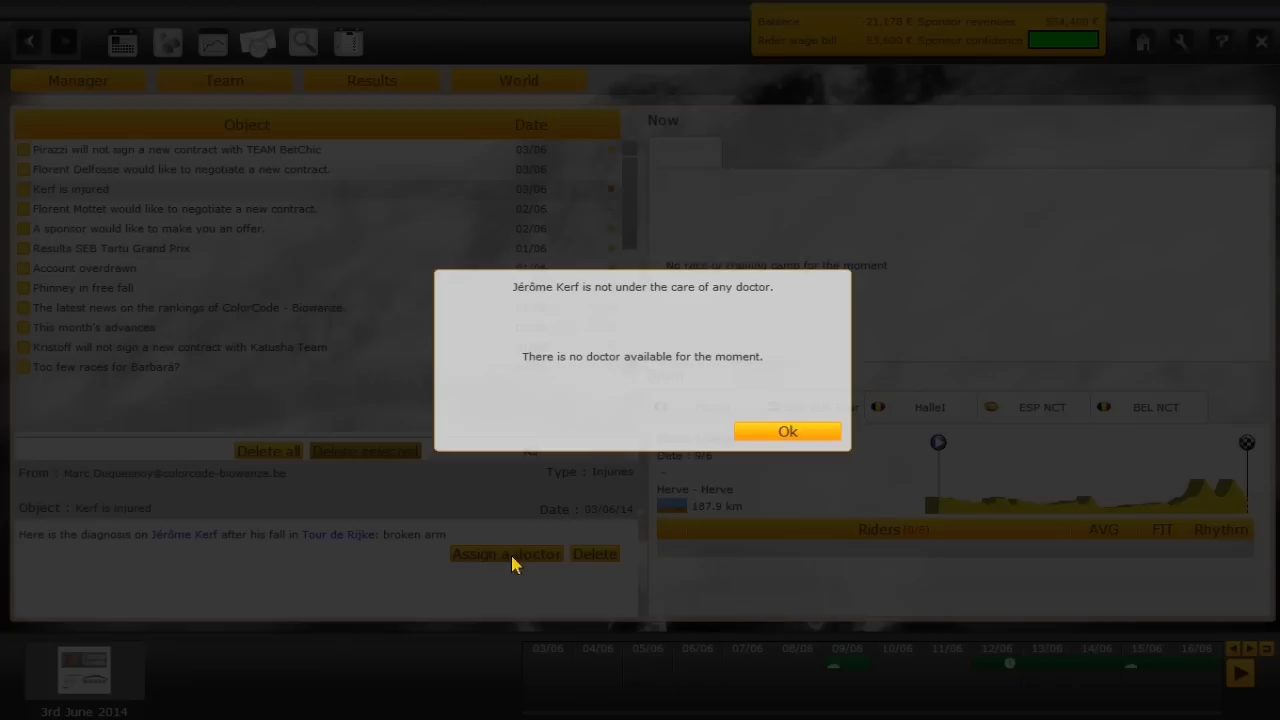 Balance 21,178 € Sponsor revenues 554,400 €
Rider wage bill Sponsor confidence
Manager Team Results World
Object Date
Pirazzi will not sign a new contract with TEAM BetChic 03/06
Florent Delfosse would like to negotiate a new contract. 03/06
Kerf is injured 03/06
Florent Mottet would like to negotiate a new contract. 02/06
A sponsor would like to make you an offer. 02/06
Results SEB Tartu Grand Prix 01/06
Account overdrawn
Phinney in free fall
The latest news on the rankings of ColorCode - Biowanze.
This month's advances
Kristoff will not sign a new contract with Katusha Team
Too few races for Barbara?
Delete all Delete selected
From : Marc Duquesnoy@colorcode-biowanze.be Type : Injuries
Object : Kerf is injured Date : 03/06/14
Here is the diagnosis on Jérôme Kerf after his fall in Tour de Rijke: broken arm
Assign a doctor Delete
Now
No race or training camp for the moment
Jérôme Kerf is not under the care of any doctor.
There is no doctor available for the moment.
Ok
Halle I ESP NCT BEL NCT
Date : 9/6
-
Herve - Herve
187.9 km
Riders (0/6) AVG FIT Rhythm
3rd June 2014
03/06 04/06 05/06 06/06 07/06 08/06 09/06 10/06 11/06 12/06 13/06 14/06 15/06 16/06